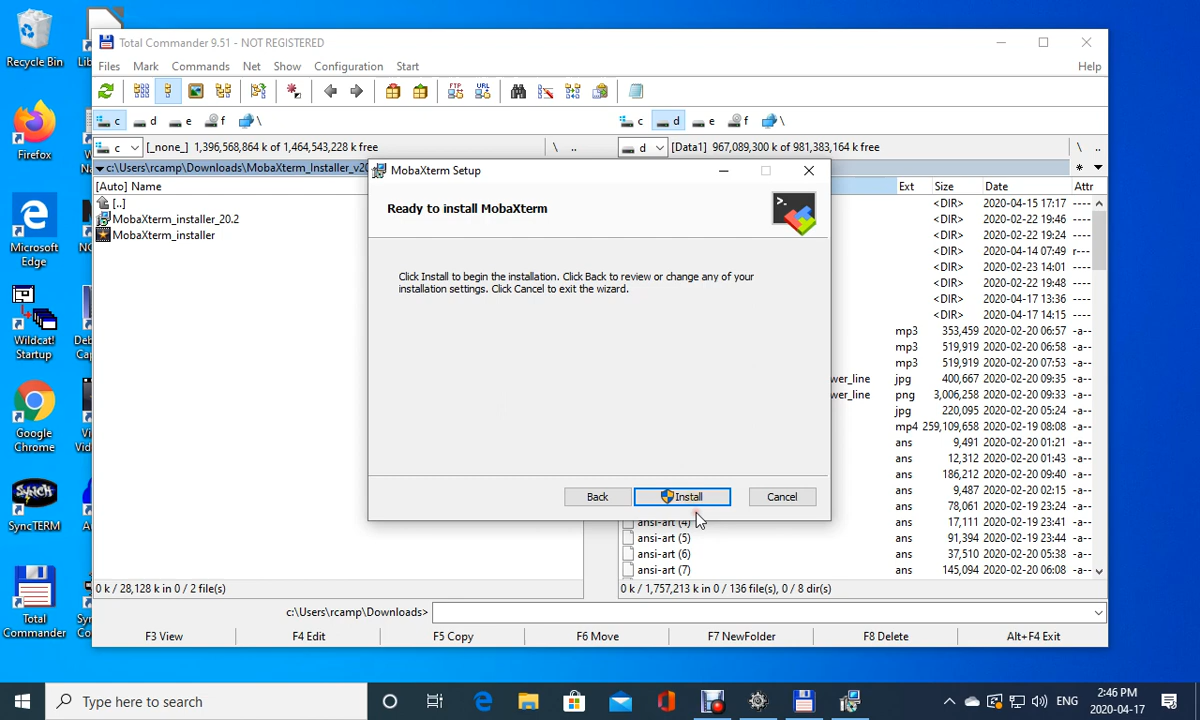 Recycle Bin
Firefox
Microsoft
Edge
Wildcat!
Startup
Google
Chrome
SyncTERM
Total
Commander
Total Commander 9.51 - NOT REGISTERED
Files Mark Commands Net Show Configuration Start Help
FTP URL
c d e f \
c d e f \
c [_none_] 1,396,568,864 k of 1,464,543,228 k free \ ..
d [Data1] 967,089,300 k of 981,383,164 k free \ ..
c:\Users\rcamp\Downloads\MobaXterm_Installer_v20
* 
[Auto] Name
Ext Size Date Attr
[..]
MobaXterm_installer_20.2
MobaXterm_installer
<DIR> 2020-04-15 17:17 ----
<DIR> 2020-02-22 19:46 ----
<DIR> 2020-02-22 19:24 ----
<DIR> 2020-04-14 07:49 r---
<DIR> 2020-02-23 14:01 ----
<DIR> 2020-02-22 19:48 ----
<DIR> 2020-04-17 13:36 ----
<DIR> 2020-04-17 14:15 ----
mp3 353,459 2020-02-20 06:57 -a--
mp3 519,919 2020-02-20 06:58 -a--
mp3 519,919 2020-02-20 07:53 -a--
wer_line jpg 400,667 2020-02-20 09:35 -a--
wer_line png 3,006,258 2020-02-20 09:33 -a--
jpg 220,095 2020-02-20 05:24 -a--
mp4 259,109,658 2020-02-19 08:08 -a--
ans 9,491 2020-02-20 01:21 -a--
ans 12,312 2020-02-20 01:43 -a--
ans 186,212 2020-02-20 09:40 -a--
ans 9,487 2020-02-20 02:15 -a--
ans 78,061 2020-02-19 23:24 -a--
ansi-art (4) ans 17,111 2020-02-19 23:41 -a--
ansi-art (5) ans 91,394 2020-02-19 23:44 -a--
ansi-art (6) ans 37,510 2020-02-20 05:38 -a--
ansi-art (7) ans 145,094 2020-02-20 06:08 -a--
MobaXterm Setup
Ready to install MobaXterm
Click Install to begin the installation. Click Back to review or change any of your
installation settings. Click Cancel to exit the wizard.
Back Install Cancel
0 k / 28,128 k in 0 / 2 file(s)
0 k / 1,757,213 k in 0 / 136 file(s), 0 / 8 dir(s)
c:\Users\rcamp\Downloads>
F3 View F4 Edit F5 Copy F6 Move F7 NewFolder F8 Delete Alt+F4 Exit
Type here to search
ENG
2:46 PM
2020-04-17